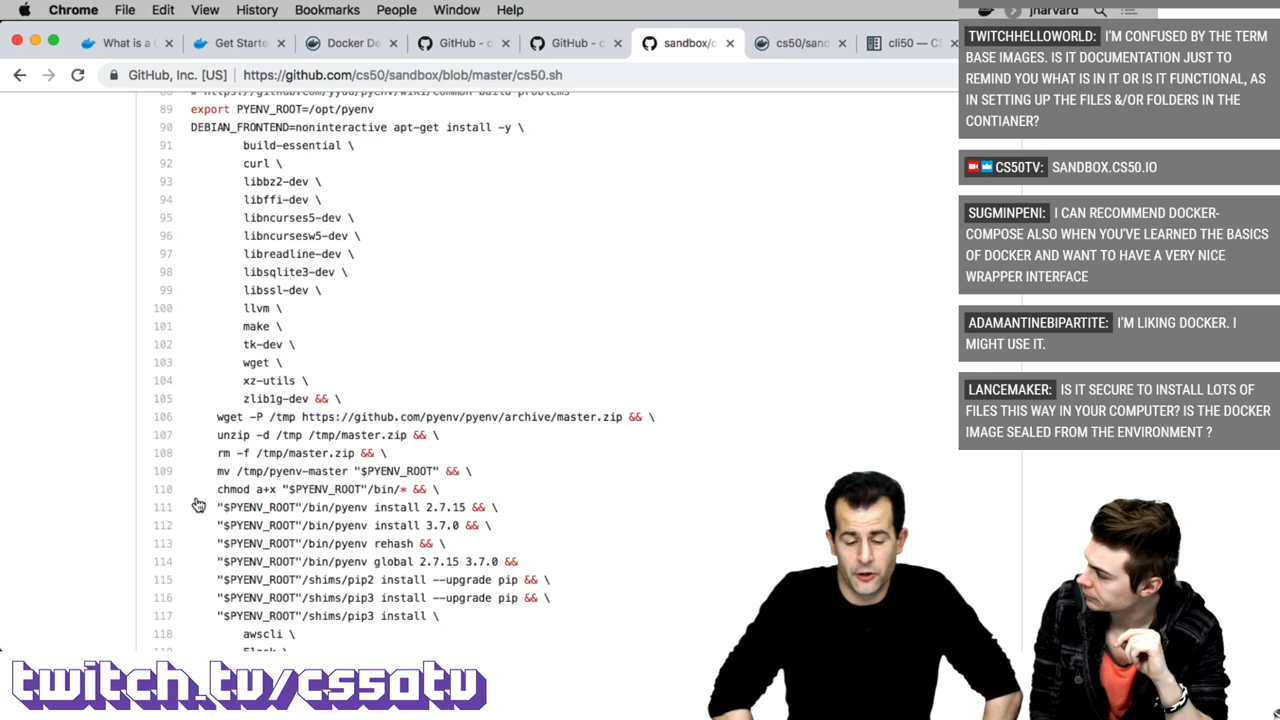 Chrome File Edit View History Bookmarks People Window Help
jharvard
What is a C
Get Starte
Docker De
GitHub - c
GitHub - c
sandbox/c
cs50/sand
cli50 — C
GitHub, Inc. [US] https://github.com/cs50/sandbox/blob/master/cs50.sh
89 export PYENV_ROOT=/opt/pyenv
90 DEBIAN_FRONTEND=noninteractive apt-get install -y \
91 build-essential \
92 curl \
93 libbz2-dev \
94 libffi-dev \
95 libncurses5-dev \
96 libncursesw5-dev \
97 libreadline-dev \
98 libsqlite3-dev \
99 libssl-dev \
100 llvm \
101 make \
102 tk-dev \
103 wget \
104 xz-utils \
105 zlib1g-dev && \
106 wget -P /tmp https://github.com/pyenv/pyenv/archive/master.zip && \
107 unzip -d /tmp /tmp/master.zip && \
108 rm -f /tmp/master.zip && \
109 mv /tmp/pyenv-master "$PYENV_ROOT" && \
110 chmod a+x "$PYENV_ROOT"/bin/* && \
111 "$PYENV_ROOT"/bin/pyenv install 2.7.15 && \
112 "$PYENV_ROOT"/bin/pyenv install 3.7.0 && \
113 "$PYENV_ROOT"/bin/pyenv rehash && \
114 "$PYENV_ROOT"/bin/pyenv global 2.7.15 3.7.0 &&
115 "$PYENV_ROOT"/shims/pip2 install --upgrade pip && \
116 "$PYENV_ROOT"/shims/pip3 install --upgrade pip && \
117 "$PYENV_ROOT"/shims/pip3 install \
118 awscli \
TWITCHHELLOWORLD: I'M CONFUSED BY THE TERM
BASE IMAGES. IS IT DOCUMENTATION JUST TO
REMIND YOU WHAT IS IN IT OR IS IT FUNCTIONAL, AS
IN SETTING UP THE FILES &/OR FOLDERS IN THE
CONTIANER?
CS50TV: SANDBOX.CS50.IO
SUGMINPENI: I CAN RECOMMEND DOCKER-
COMPOSE ALSO WHEN YOU'VE LEARNED THE BASICS
OF DOCKER AND WANT TO HAVE A VERY NICE
WRAPPER INTERFACE
ADAMANTINEBIPARTITE: I'M LIKING DOCKER. I
MIGHT USE IT.
LANCEMAKER: IS IT SECURE TO INSTALL LOTS OF
FILES THIS WAY IN YOUR COMPUTER? IS THE DOCKER
IMAGE SEALED FROM THE ENVIRONMENT ?
twitch.tv/cs50tv